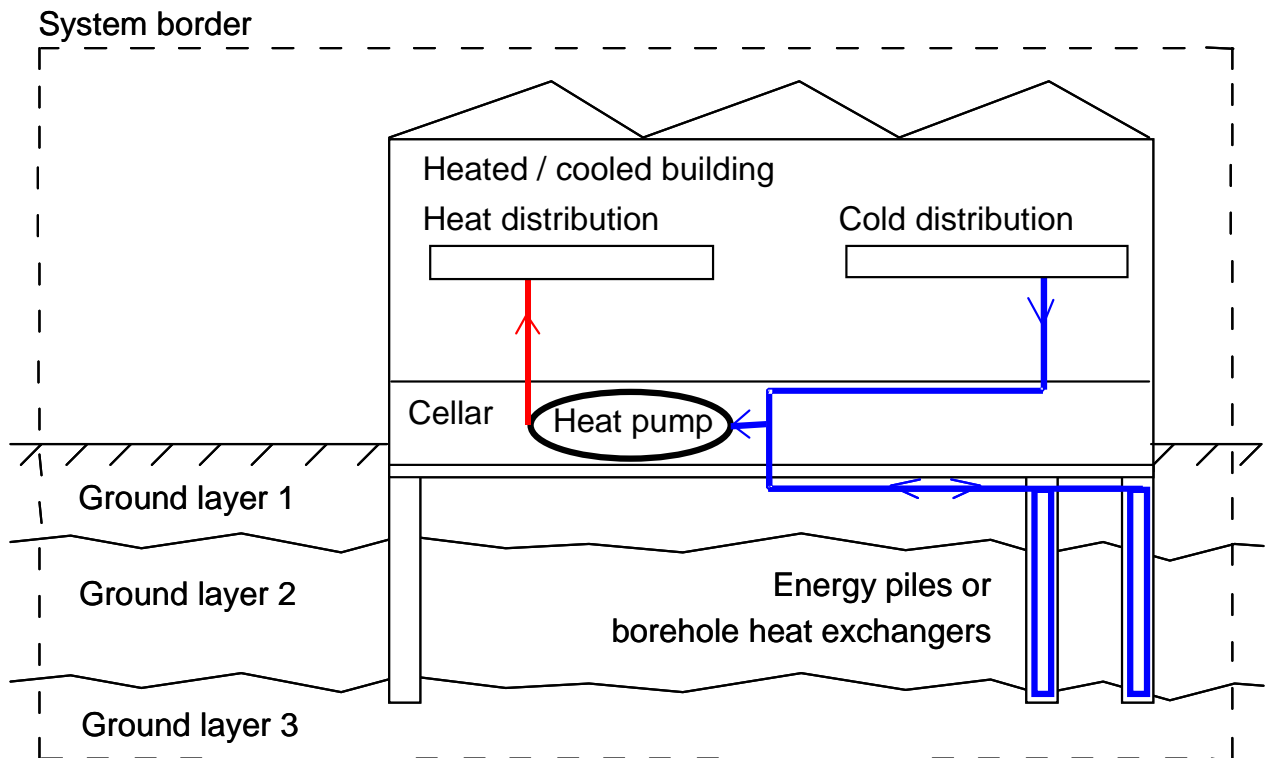 System border
Heated / cooled building
Heat distribution
Cold distribution
Cellar
Heat pump
Ground layer 1
Ground layer 2
Energy piles or
borehole heat exchangers
Ground layer 3